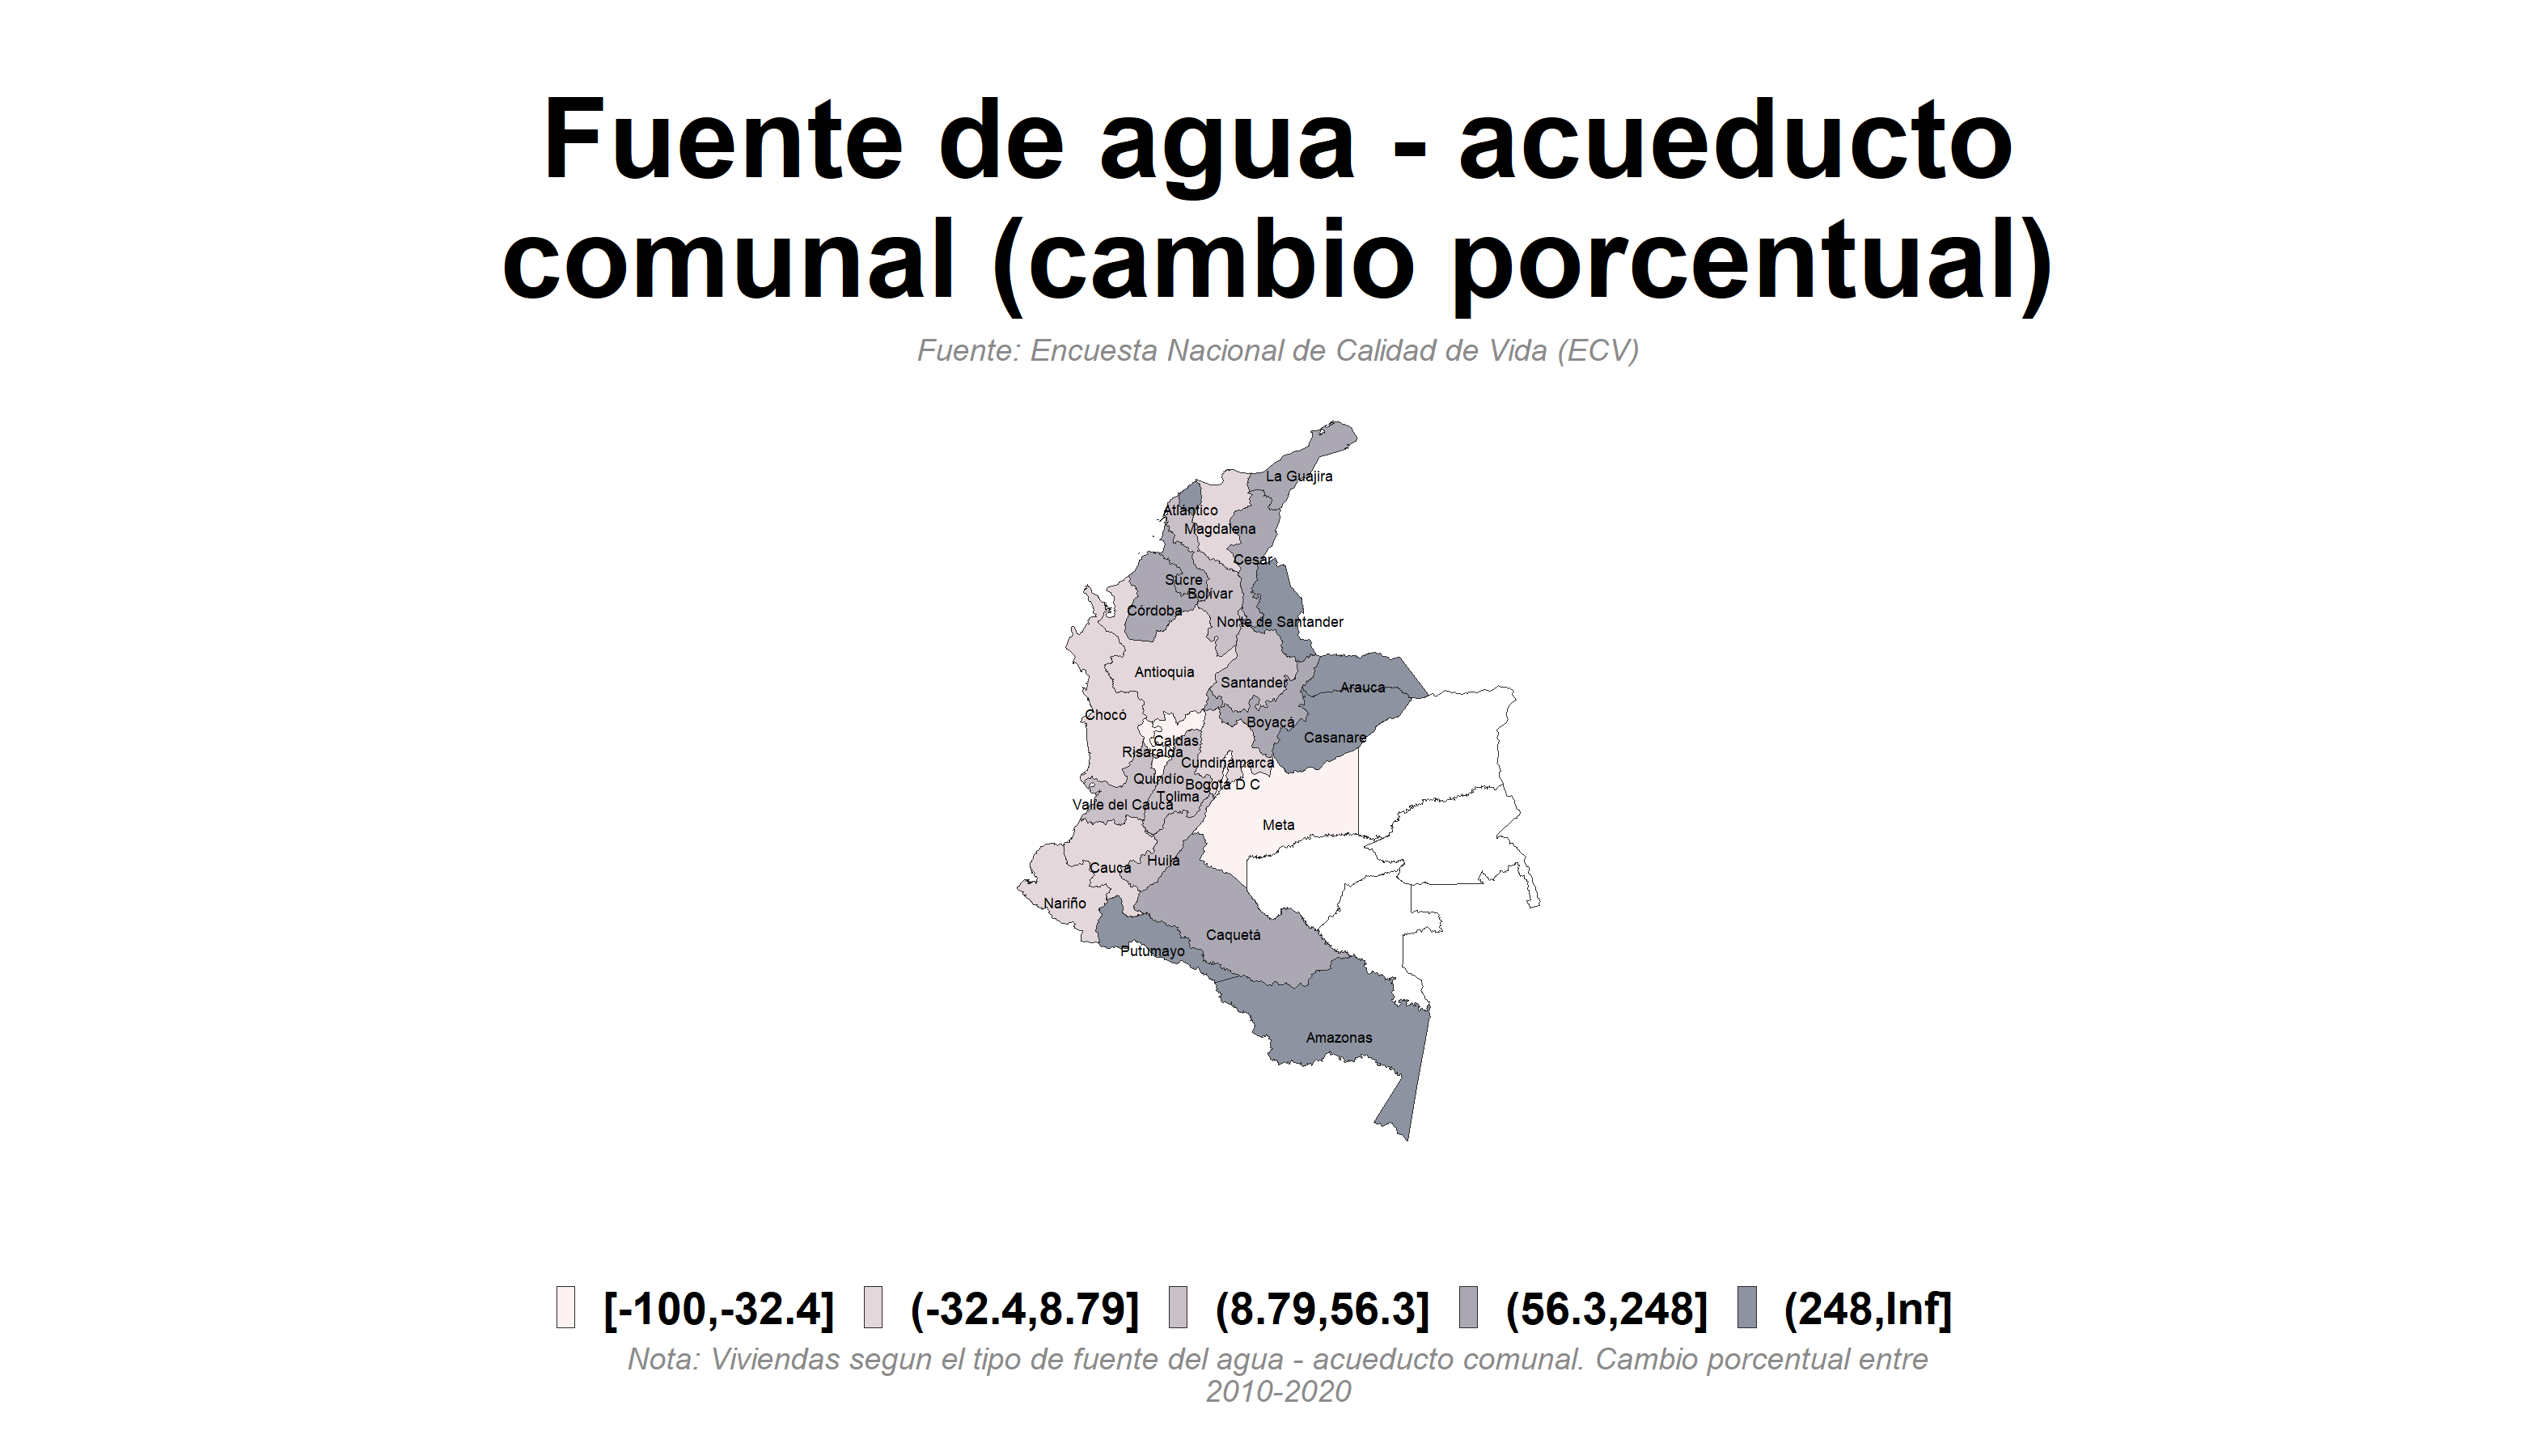 Fuente de agua - acueducto
comunal (cambio porcentual)
Fuente: Encuesta Nacional de Calidad de Vida (ECV)
La Guajira
Atlántico
Magdalena
Cesar
Sucre
Bolívar
Córdoba
Norte de Santander
Antioquia
Santander
Arauca
Chocó
Boyacá
Casanare
Caldas
Risaralda
Cundinamarca
Quindío
Bogotá D C
Tolima
Valle del Cauca
Meta
Huila
Cauca
Nariño
Caquetá
Putumayo
Amazonas
[-100,-32.4] (-32.4,8.79] (8.79,56.3] (56.3,248] (248,Inf]
Nota: Viviendas segun el tipo de fuente del agua - acueducto comunal. Cambio porcentual entre
2010-2020